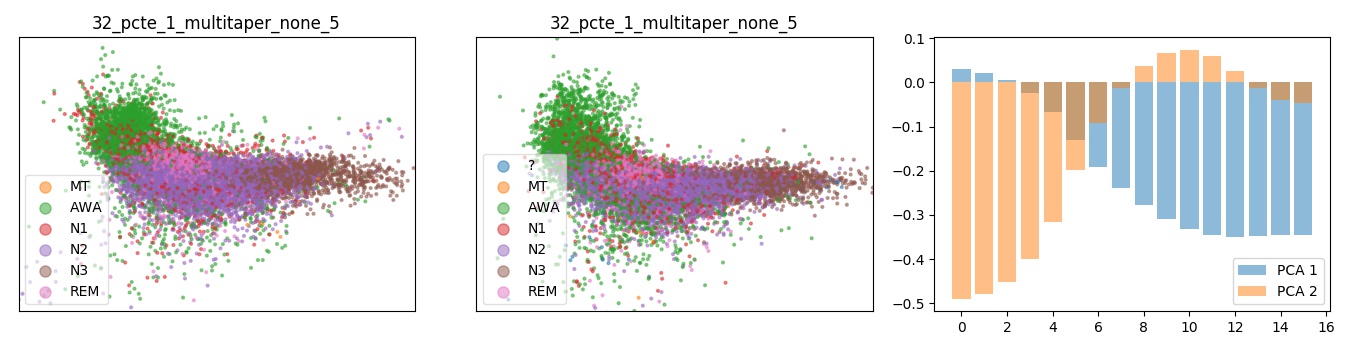 32_pcte_1_multitaper_none_5
MT
AWA
N1
N2
N3
REM
32_pcte_1_multitaper_none_5
?
MT
AWA
N1
N2
N3
REM
0.1
0.0
−0.1
−0.2
−0.3
−0.4
−0.5
PCA 1
PCA 2
0 2 4 6 8 10 12 14 16